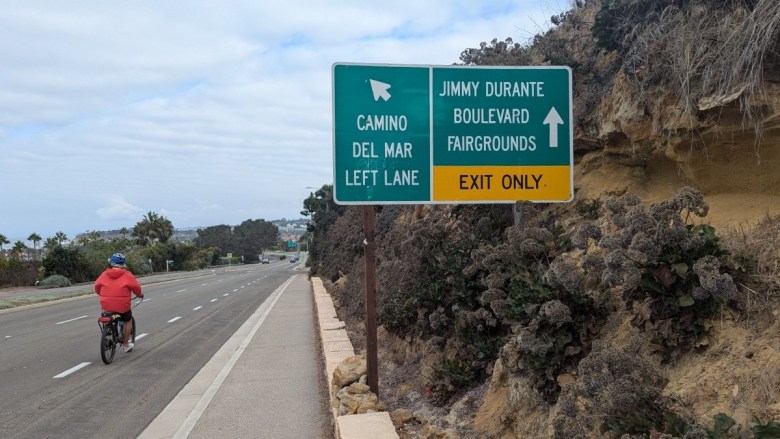 CAMINO
DEL MAR
LEFT LANE
JIMMY DURANTE
BOULEVARD
FAIRGROUNDS
EXIT ONLY